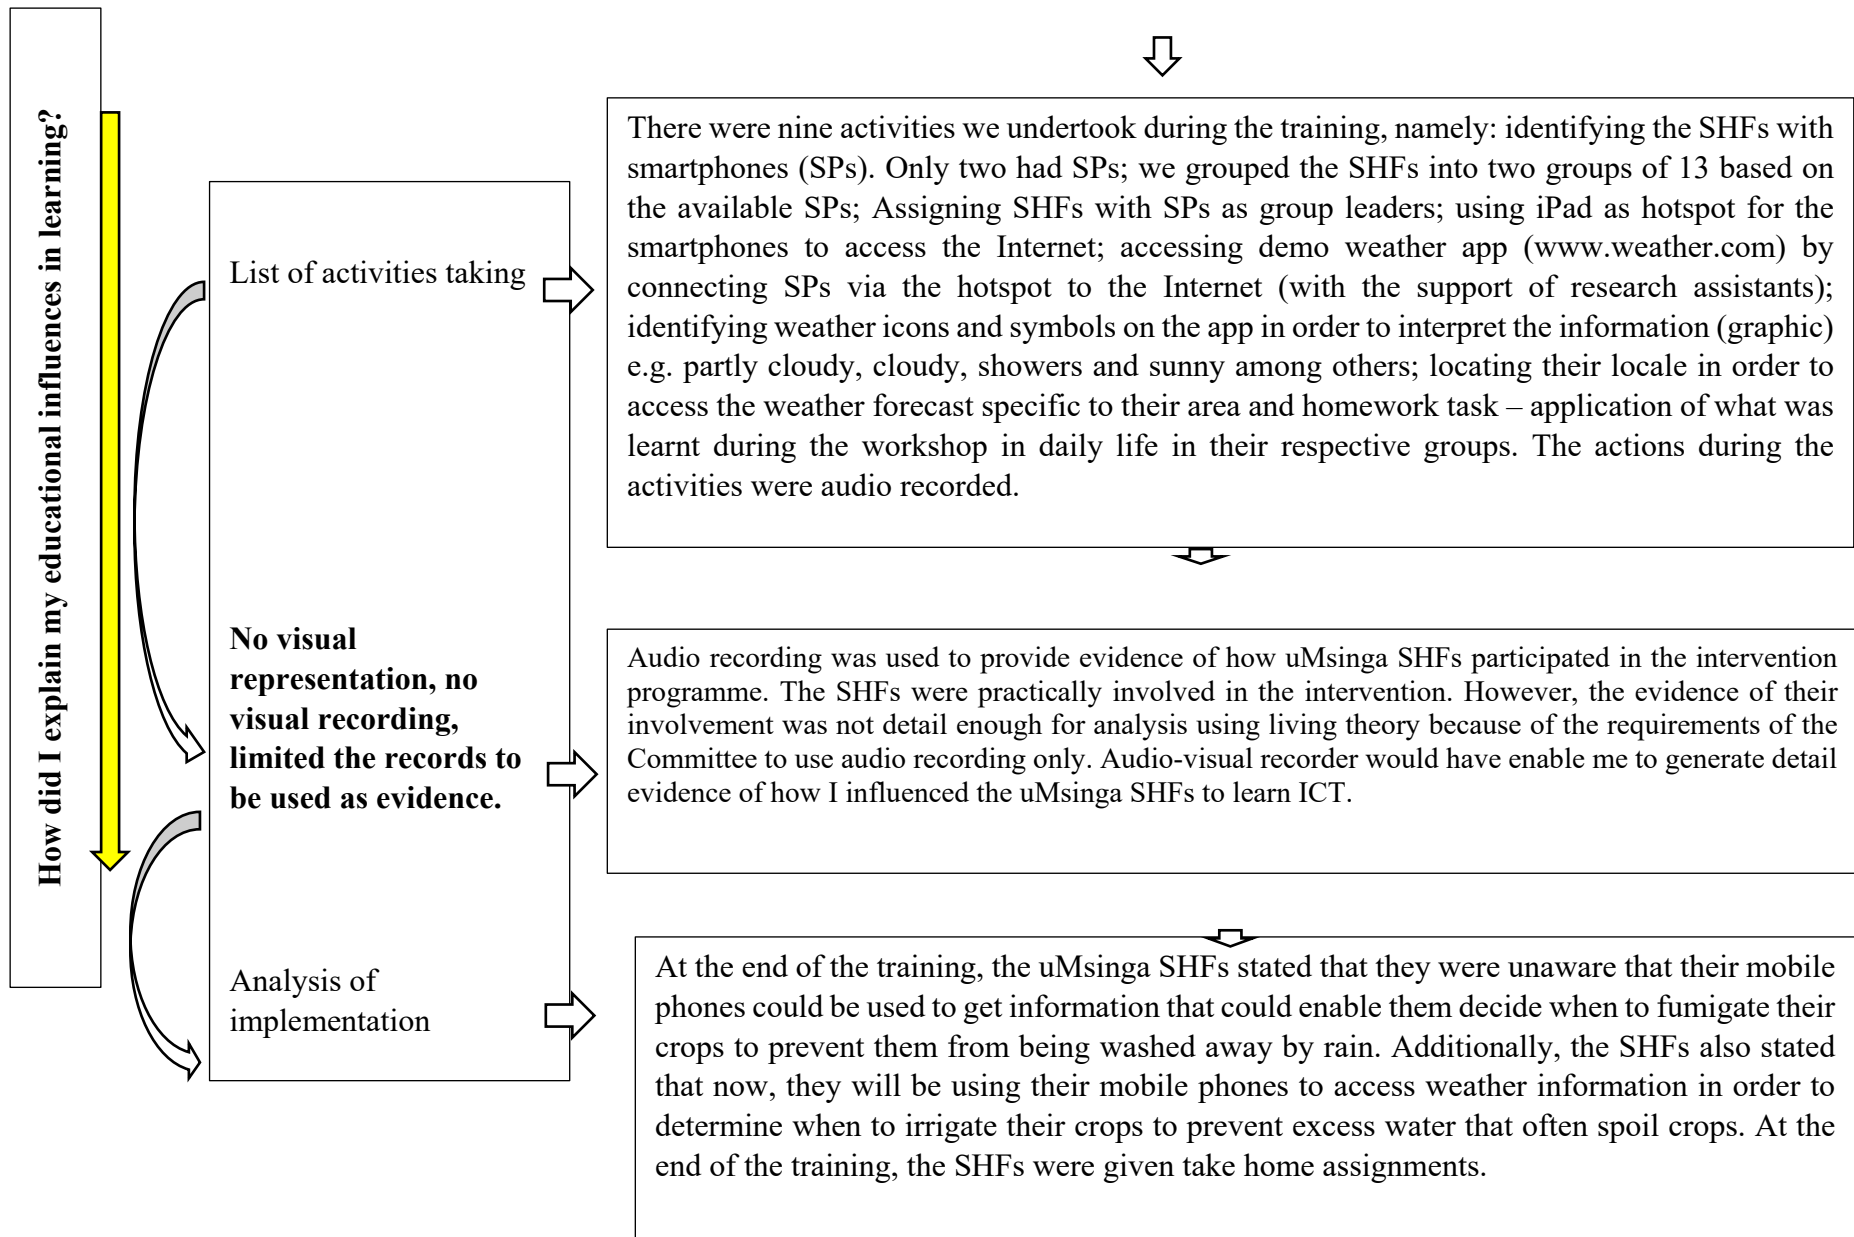 How did I explain my educational influences in learning?
List of activities taking
There were nine activities we undertook during the training, namely: identifying the SHFs with
smartphones (SPs). Only two had SPs; we grouped the SHFs into two groups of 13 based on
the available SPs; Assigning SHFs with SPs as group leaders; using iPad as hotspot for the
smartphones to access the Internet; accessing demo weather app (www.weather.com) by
connecting SPs via the hotspot to the Internet (with the support of research assistants);
identifying weather icons and symbols on the app in order to interpret the information (graphic)
e.g. partly cloudy, cloudy, showers and sunny among others; locating their locale in order to
access the weather forecast specific to their area and homework task – application of what was
learnt during the workshop in daily life in their respective groups. The actions during the
activities were audio recorded.
No visual
representation, no
visual recording,
limited the records to
be used as evidence.
Audio recording was used to provide evidence of how uMsinga SHFs participated in the intervention
programme. The SHFs were practically involved in the intervention. However, the evidence of their
involvement was not detail enough for analysis using living theory because of the requirements of the
Committee to use audio recording only. Audio-visual recorder would have enable me to generate detail
evidence of how I influenced the uMsinga SHFs to learn ICT.
Analysis of
implementation
At the end of the training, the uMsinga SHFs stated that they were unaware that their mobile
phones could be used to get information that could enable them decide when to fumigate their
crops to prevent them from being washed away by rain. Additionally, the SHFs also stated
that now, they will be using their mobile phones to access weather information in order to
determine when to irrigate their crops to prevent excess water that often spoil crops. At the
end of the training, the SHFs were given take home assignments.